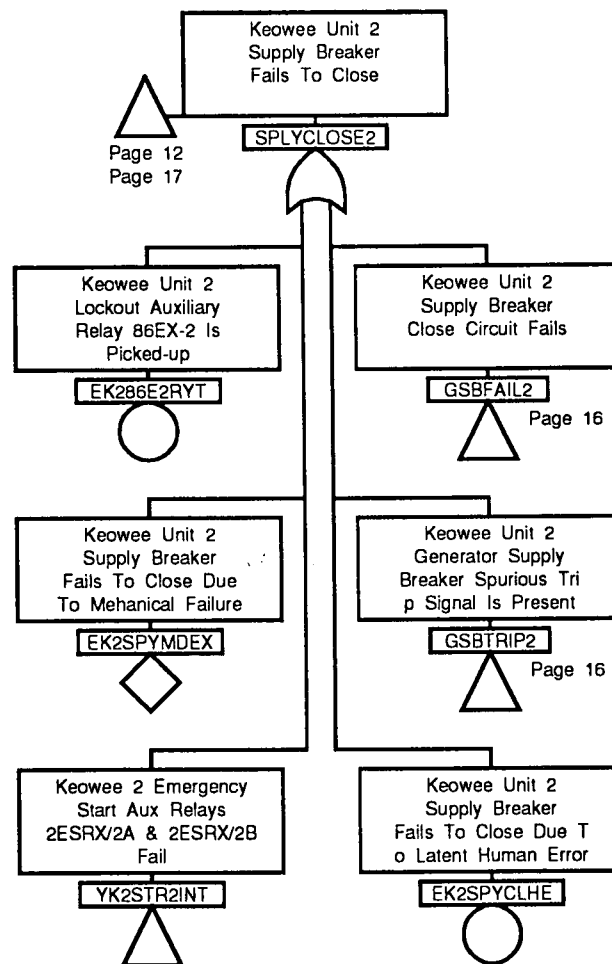 Keowee Unit 2
Supply Breaker
Fails To Close
SPLYCLOSE2
Page 12
Page 17
Keowee Unit 2
Lockout Auxiliary
Relay 86EX-2 Is
Picked-up
EK286E2RYT
Keowee Unit 2
Supply Breaker
Close Circuit Fails
GSBFAIL2
Page 16
Keowee Unit 2
Supply Breaker
Fails To Close Due
To Mehanical Failure
EK2SPYMDEX
Keowee Unit 2
Generator Supply
Breaker Spurious Tri
p Signal Is Present
GSBTRIP2
Page 16
Keowee 2 Emergency
Start Aux Relays
2ESRX/2A & 2ESRX/2B
Fail
YK2STR2INT
Keowee Unit 2
Supply Breaker
Fails To Close Due T
o Latent Human Error
EK2SPYCLHE